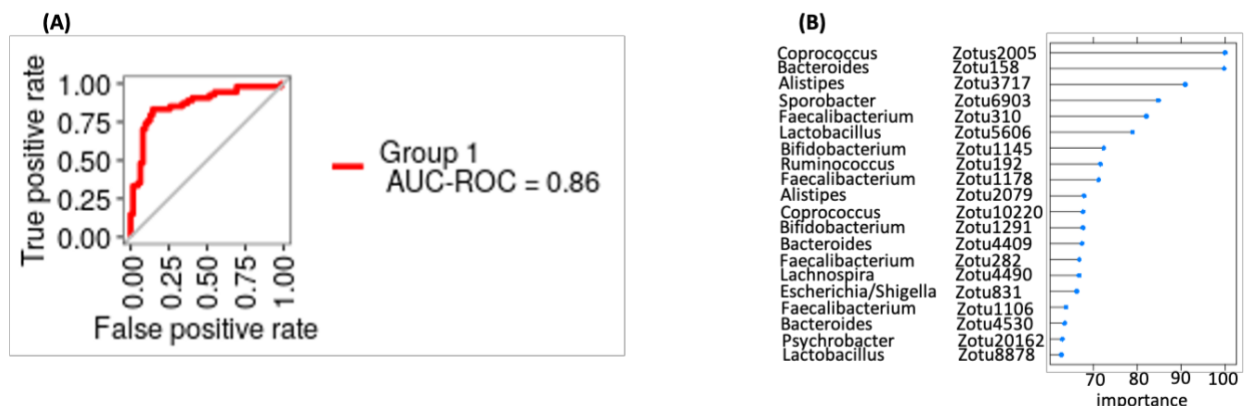 (A)
True positive rate
1.00
0.75
0.50
0.25
0.00
0.00 0.25 0.50 0.75 1.00
False positive rate
Group 1
AUC-ROC = 0.86
(B)
Coprococcus Zotus2005
Bacteroides Zotu158
Alistipes Zotu3717
Sporobacter Zotu6903
Faecalibacterium Zotu310
Lactobacillus Zotu5606
Bifidobacterium Zotu1145
Ruminococcus Zotu192
Faecalibacterium Zotu1178
Alistipes Zotu2079
Coprococcus Zotu10220
Bifidobacterium Zotu1291
Bacteroides Zotu4409
Faecalibacterium Zotu282
Lachnospira Zotu4490
Escherichia/Shigella Zotu831
Faecalibacterium Zotu1106
Bacteroides Zotu4530
Psychrobacter Zotu20162
Lactobacillus Zotu8878
70 80 90 100
importance